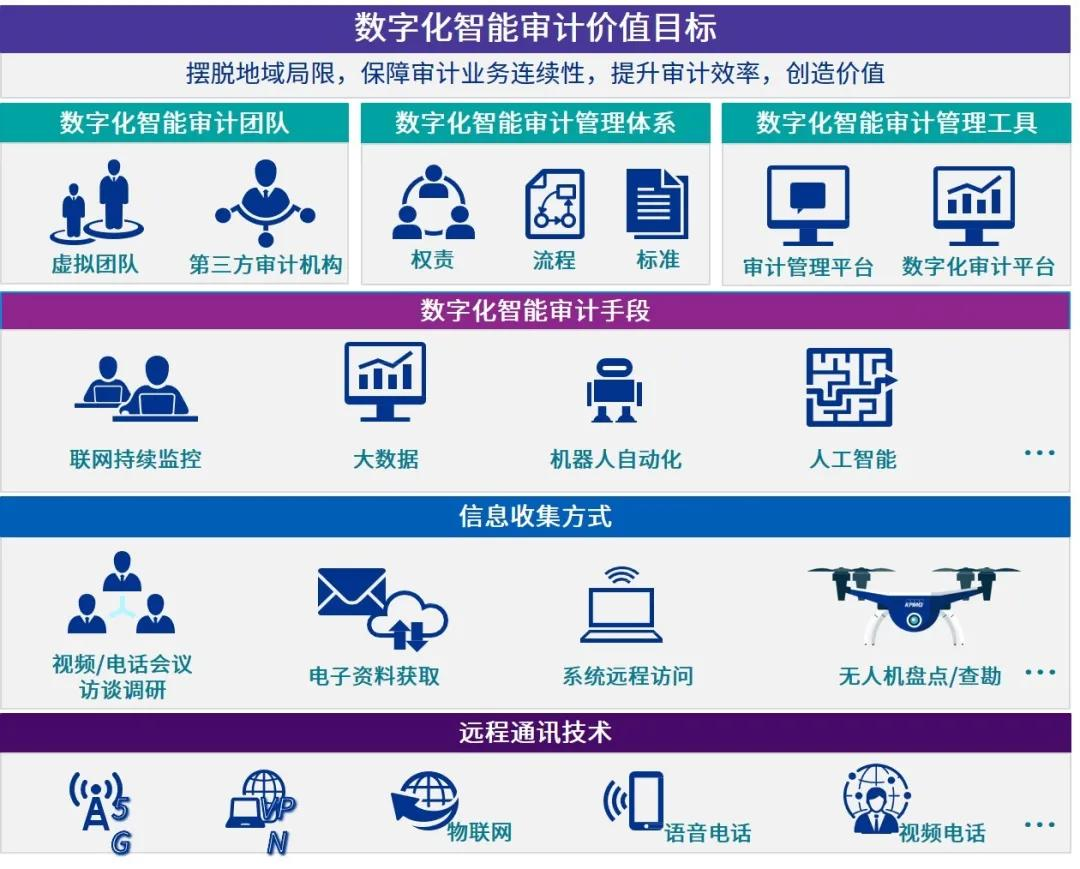 数字化智能审计价值目标
摆脱地域局限，保障审计业务连续性，提升审计效率，创造价值
数字化智能审计团队
数字化智能审计管理体系
数字化智能审计管理工具
虚拟团队
第三方审计机构
权责
流程
标准
审计管理平台
数字化审计平台
数字化智能审计手段
联网持续监控
大数据
机器人自动化
人工智能
...
信息收集方式
KPMG
视频/电话会议
访谈调研
电子资料获取
系统远程访问
无人机盘点/查勘
...
远程通讯技术
5
G
VP
N
物联网
语音电话
视频电话
...